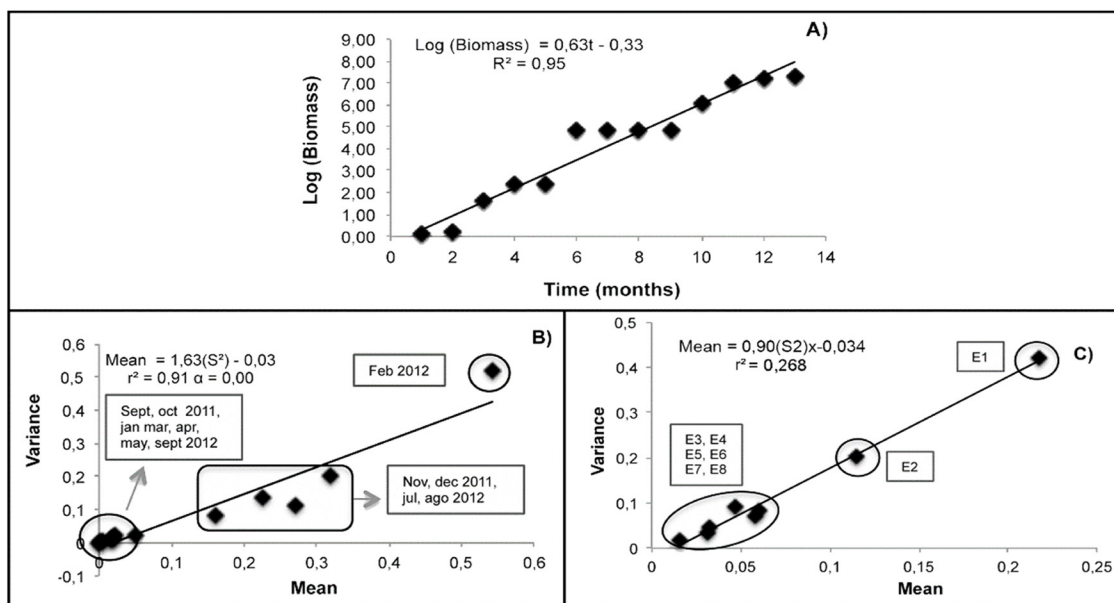 A)
Log (Biomass) = 0,63t - 0,33
R² = 0,95
Log (Biomass)
9,00
8,00
7,00
6,00
5,00
4,00
3,00
2,00
1,00
0,00
0 2 4 6 8 10 12 14
Time (months)
B)
Mean = 1,63(S²) - 0,03
r² = 0,91 α = 0,00
Feb 2012
Sept, oct 2011,
jan mar, apr,
may, sept 2012
Nov, dec 2011,
jul, ago 2012
Variance
0,6
0,5
0,4
0,3
0,2
0,1
0
-0,1
0 0,1 0,2 0,3 0,4 0,5 0,6
Mean
C)
Mean = 0,90(S2)x-0,034
r² = 0,268
E1
E3, E4
E5, E6
E7, E8
E2
Variance
0,5
0,4
0,3
0,2
0,1
0
0 0,05 0,1 0,15 0,2 0,25
Mean